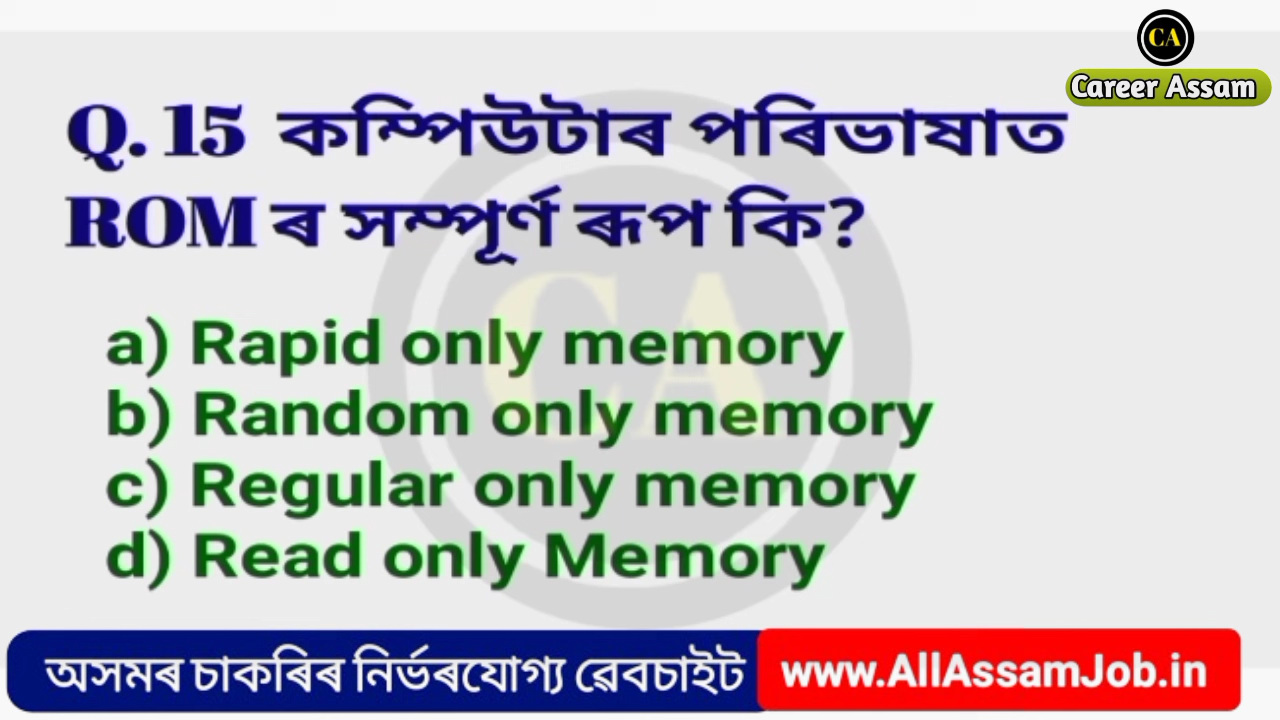 CA
Career Assam
Q. 15 কম্পিউটাৰ পৰিভাষাত
ROM ৰ সম্পূৰ্ণ ৰূপ কি?
CA
a) Rapid only memory
b) Random only memory
c) Regular only memory
d) Read only Memory
অসমৰ চাকৰিৰ নিৰ্ভৰযোগ্য ৱেবচাইট www.AllAssamJob.in